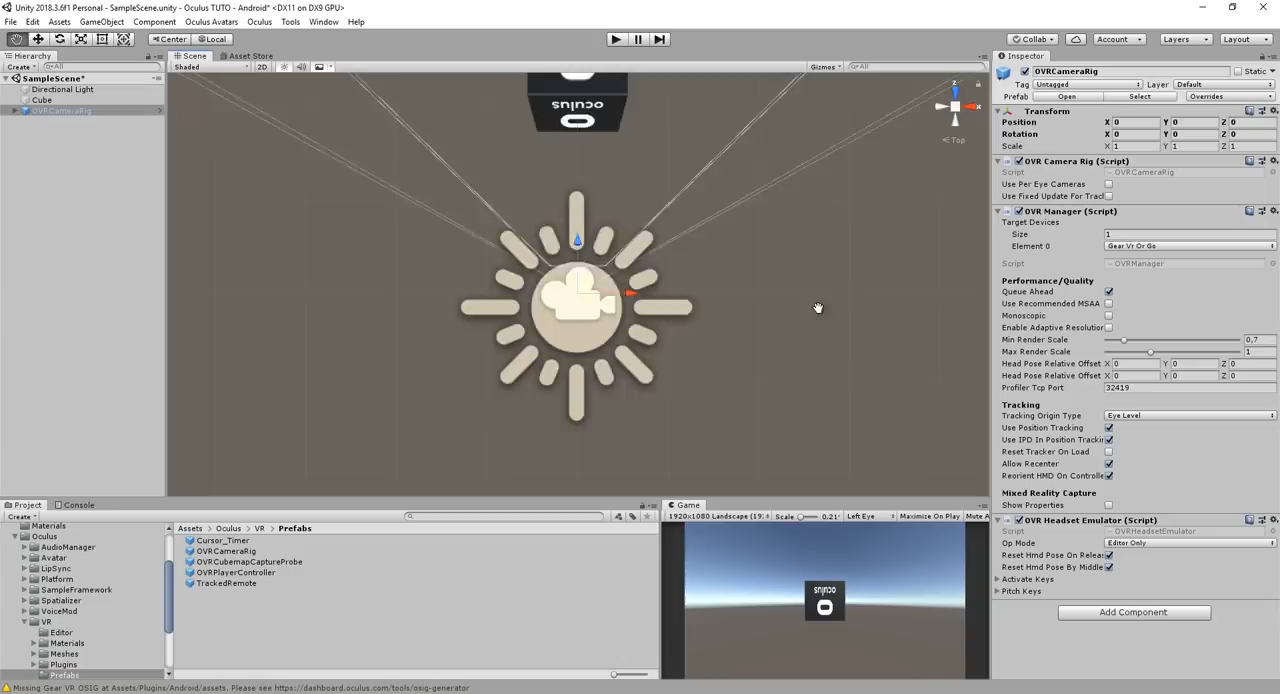 Unity 2018.3.6f1 Personal - SampleScene.unity - Oculus TUTO - Android* <DX11 on DX9 GPU>
File Edit Assets GameObject Component Oculus Avatars Oculus Tools Window Help
Center Local
Collab Account Layers Layout
Hierarchy
Create All
SampleScene*
Directional Light
Cube
OVRCameraRig
Scene Asset Store
Shaded 2D Gizmos All
oculus
z
x
Top
Inspector
OVRCameraRig Static
Tag Untagged Layer Default
Prefab Open Select Overrides
Transform
Position X 0 Y 0 Z 0
Rotation X 0 Y 0 Z 0
Scale X 1 Y 1 Z 1
OVR Camera Rig (Script)
Script OVRCameraRig
Use Per Eye Cameras
Use Fixed Update For Tracl
OVR Manager (Script)
Target Devices
Size 1
Element 0 Gear Vr Or Go
Script OVRManager
Performance/Quality
Queue Ahead
Use Recommended MSAA
Monoscopic
Enable Adaptive Resolution
Min Render Scale 0,7
Max Render Scale 1
Head Pose Relative Offset X 0 Y 0 Z 0
Head Pose Relative Offset X 0 Y 0 Z 0
Profiler Tcp Port 32419
Tracking
Tracking Origin Type Eye Level
Use Position Tracking
Use IPD In Position Trackir
Reset Tracker On Load
Allow Recenter
Reorient HMD On Controlle
Mixed Reality Capture
Show Properties
OVR Headset Emulator (Script)
Script OVRHeadsetEmulator
Op Mode Editor Only
Reset Hmd Pose On Releas
Reset Hmd Pose By Middle
Activate Keys
Pitch Keys
Add Component
Project Console
Create
Materials
Oculus
AudioManager
Avatar
LipSync
Platform
SampleFramework
Spatializer
VoiceMod
VR
Editor
Materials
Meshes
Plugins
Prefabs
Assets > Oculus > VR > Prefabs
Cursor_Timer
OVRCameraRig
OVRCubemapCaptureProbe
OVRPlayerController
TrackedRemote
Game
1920x1080 Landscape (19: Scale 0.21 Left Eye Maximize On Play Mute A
oculus
Missing Gear VR OSIG at Assets/Plugins/Android/assets. Please see https://dashboard.oculus.com/tools/osig-generator